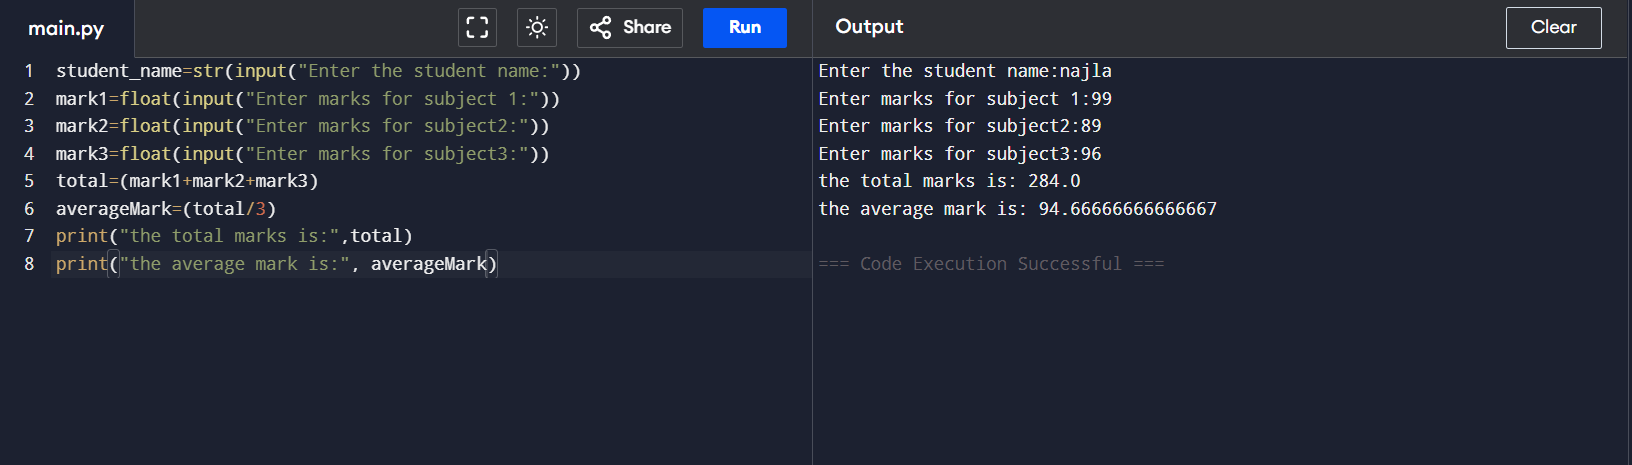 main.py
Share
Run
Output
Clear
1 student_name=str(input("Enter the student name:"))
2 mark1=float(input("Enter marks for subject 1:"))
3 mark2=float(input("Enter marks for subject2:"))
4 mark3=float(input("Enter marks for subject3:"))
5 total=(mark1+mark2+mark3)
6 averageMark=(total/3)
7 print("the total marks is:",total)
8 print("the average mark is:", averageMark)
Enter the student name:najla
Enter marks for subject 1:99
Enter marks for subject2:89
Enter marks for subject3:96
the total marks is: 284.0
the average mark is: 94.66666666666667
=== Code Execution Successful ===